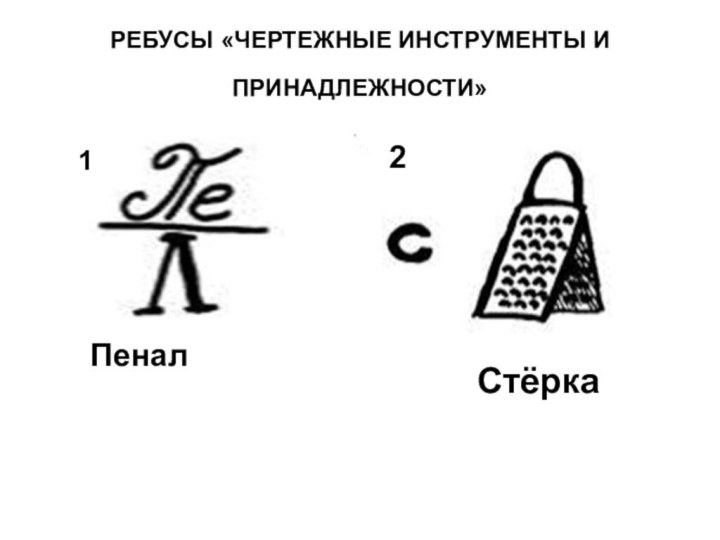 РЕБУСЫ «ЧЕРТЕЖНЫЕ ИНСТРУМЕНТЫ И
ПРИНАДЛЕЖНОСТИ»
1
Пе
Л
Пенал
2
с
Стёрка